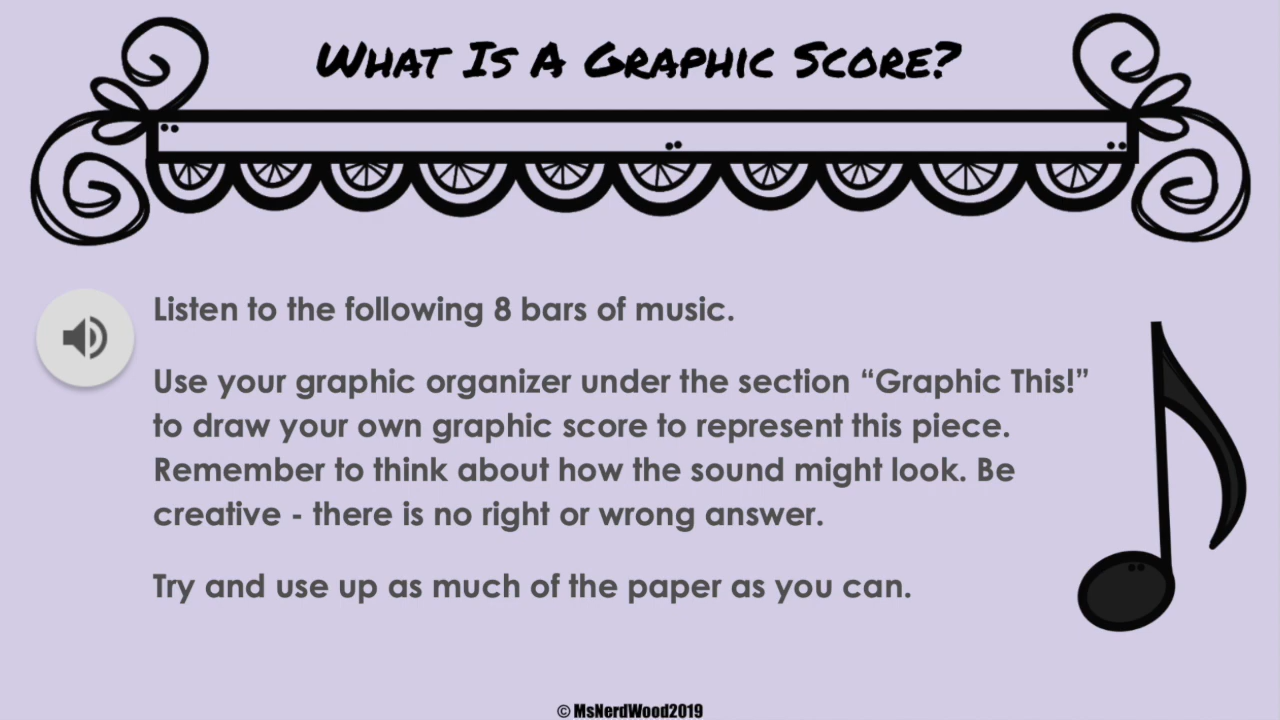 What Is A Graphic Score?
Listen to the following 8 bars of music.
Use your graphic organizer under the section “Graphic This!”
to draw your own graphic score to represent this piece.
Remember to think about how the sound might look. Be
creative - there is no right or wrong answer.
Try and use up as much of the paper as you can.
© MsNerdWood2019